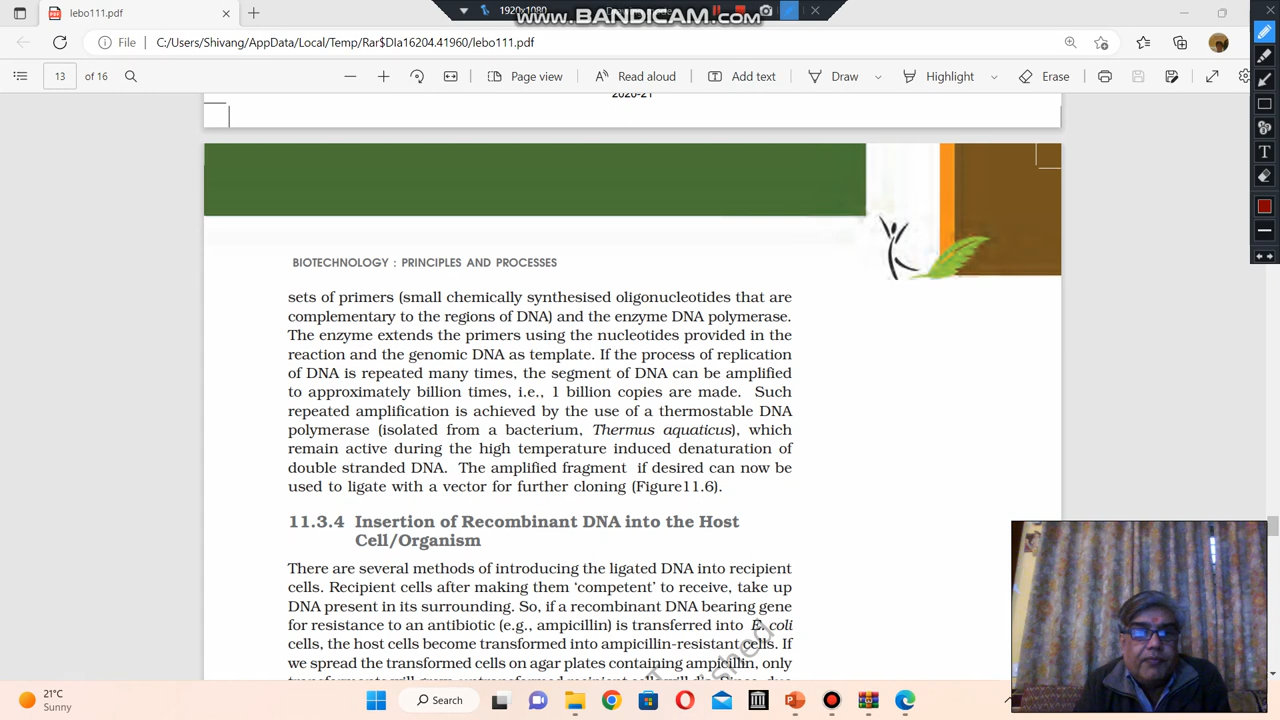 lebo111.pdf
1920x1080
www.BANDICAM.com
File
C:/Users/Shivang/AppData/Local/Temp/Rar$DIa16204.41960/lebo111.pdf
13 of 16
Page view
Read aloud
Add text
Draw
Highlight
Erase
2020-21
BIOTECHNOLOGY : PRINCIPLES AND PROCESSES
sets of primers (small chemically synthesised oligonucleotides that are
complementary to the regions of DNA) and the enzyme DNA polymerase.
The enzyme extends the primers using the nucleotides provided in the
reaction and the genomic DNA as template. If the process of replication
of DNA is repeated many times, the segment of DNA can be amplified
to approximately billion times, i.e., 1 billion copies are made. Such
repeated amplification is achieved by the use of a thermostable DNA
polymerase (isolated from a bacterium, Thermus aquaticus), which
remain active during the high temperature induced denaturation of
double stranded DNA. The amplified fragment if desired can now be
used to ligate with a vector for further cloning (Figure11.6).
11.3.4 Insertion of Recombinant DNA into the Host
Cell/Organism
There are several methods of introducing the ligated DNA into recipient
cells. Recipient cells after making them ‘competent’ to receive, take up
DNA present in its surrounding. So, if a recombinant DNA bearing gene
for resistance to an antibiotic (e.g., ampicillin) is transferred into E. coli
cells, the host cells become transformed into ampicillin-resistant cells. If
we spread the transformed cells on agar plates containing ampicillin, only
21°C
Sunny
Search